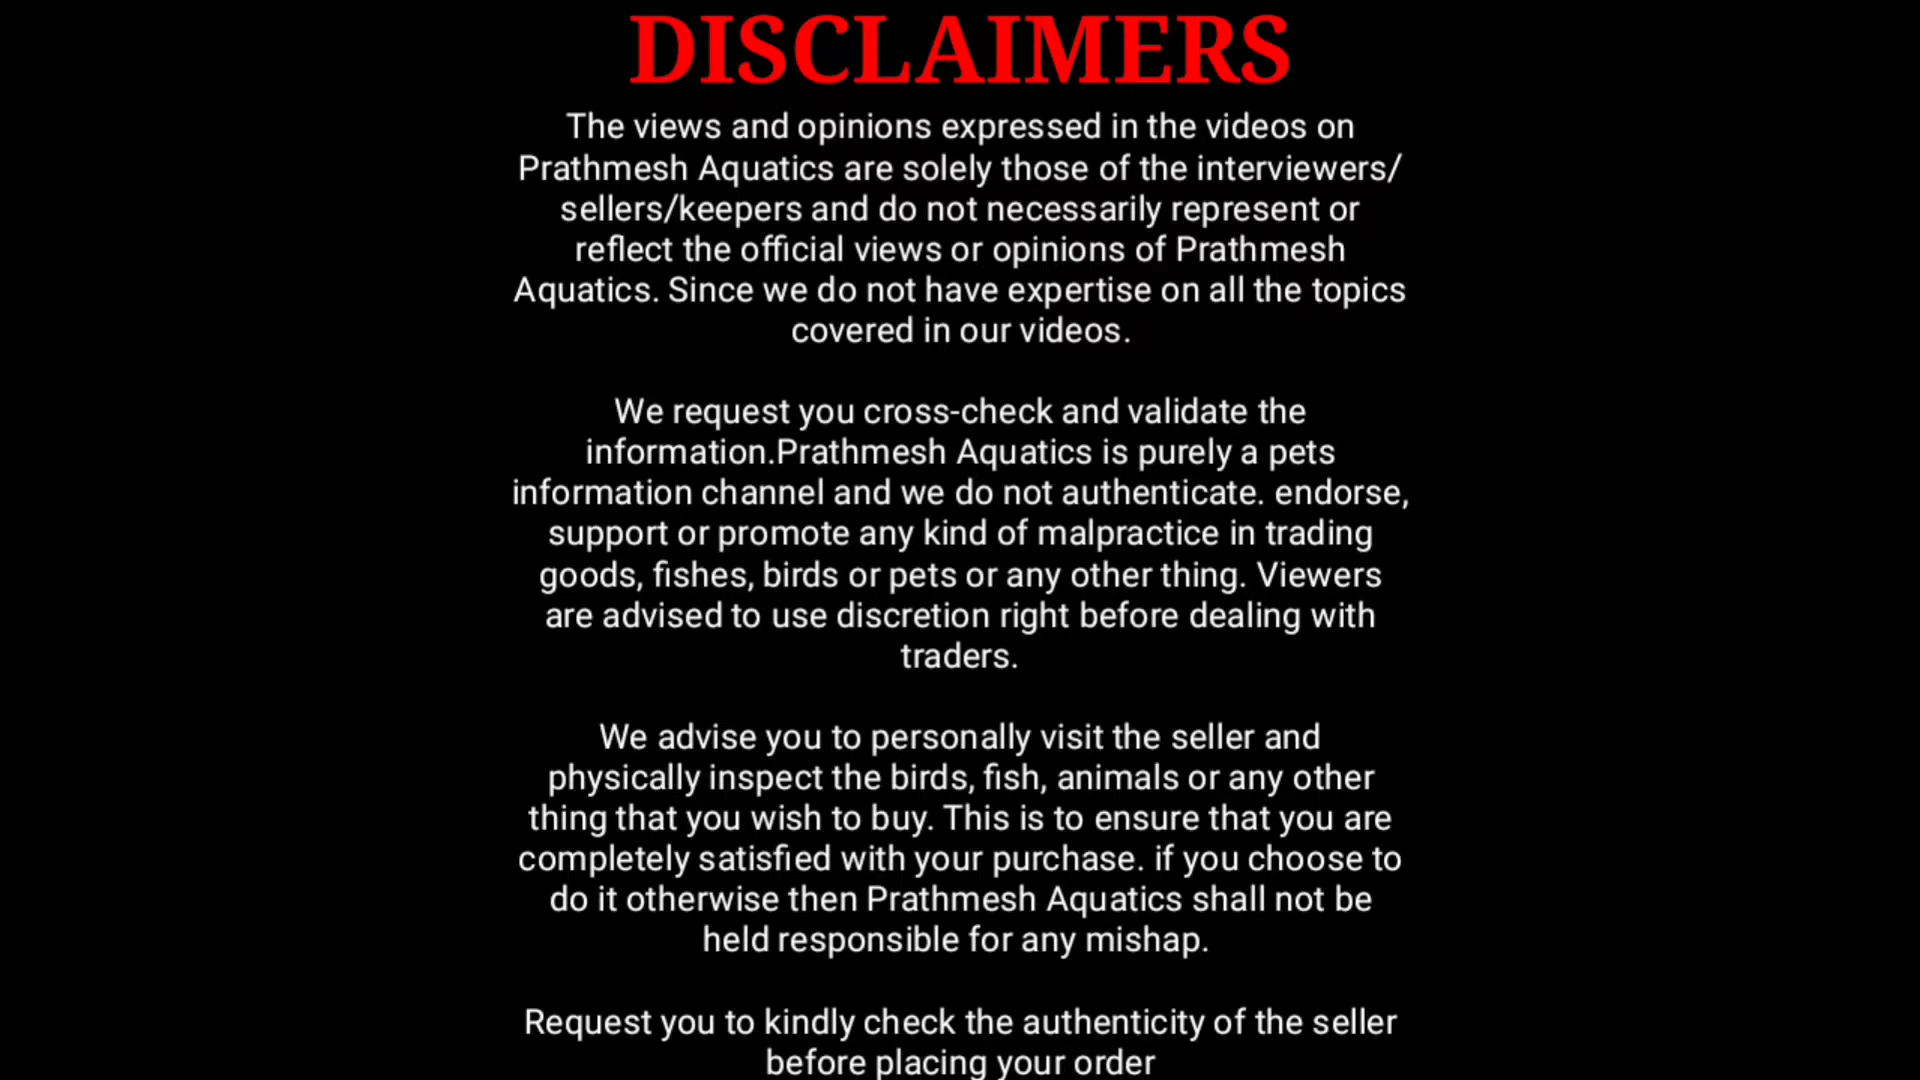 DISCLAIMERS
The views and opinions expressed in the videos on
Prathmesh Aquatics are solely those of the interviewers/
sellers/keepers and do not necessarily represent or
reflect the official views or opinions of Prathmesh
Aquatics. Since we do not have expertise on all the topics
covered in our videos.
We request you cross-check and validate the
information.Prathmesh Aquatics is purely a pets
information channel and we do not authenticate. endorse,
support or promote any kind of malpractice in trading
goods, fishes, birds or pets or any other thing. Viewers
are advised to use discretion right before dealing with
traders.
We advise you to personally visit the seller and
physically inspect the birds, fish, animals or any other
thing that you wish to buy. This is to ensure that you are
completely satisfied with your purchase. if you choose to
do it otherwise then Prathmesh Aquatics shall not be
held responsible for any mishap.
Request you to kindly check the authenticity of the seller
before placing your order